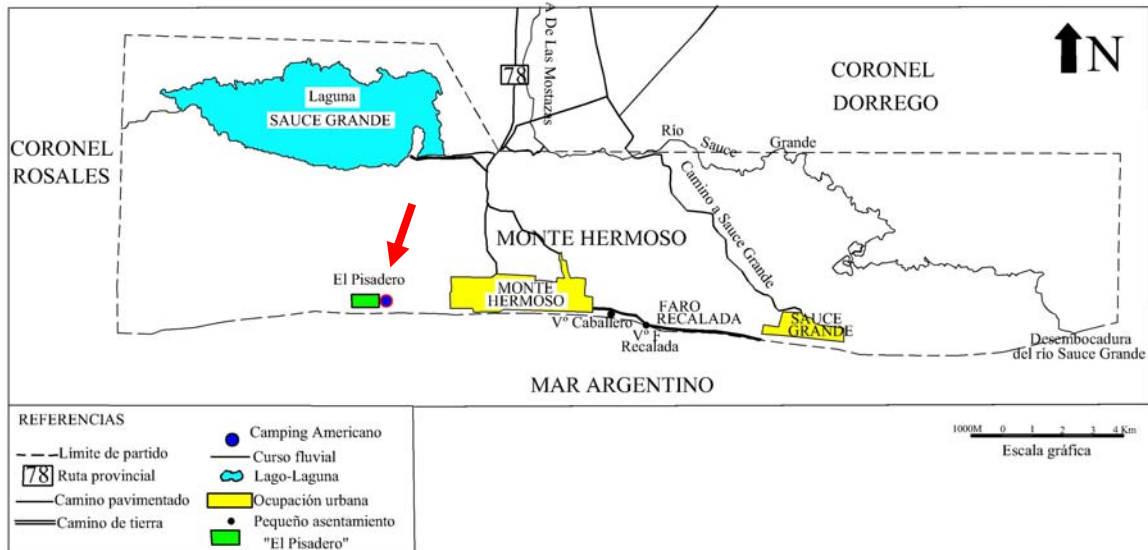 A De Las Mostazas
N
78
Laguna
SAUCE GRANDE
CORONEL
DORREGO
CORONEL
ROSALES
Río Sauce Grande
Camino a Sauce Grande
MONTE HERMOSO
El Pisadero
MONTE
HERMOSO
FARO
RECALADA
Vº Caballero
Vº F
Recalada
SAUCE
GRANDE
Desembocadura
del río Sauce Grande
MAR ARGENTINO
REFERENCIAS
Límite de partido
78 Ruta provincial
Camino pavimentado
Camino de tierra
Camping Americano
Curso fluvial
Lago-Laguna
Ocupación urbana
Pequeño asentamiento
"El Pisadero"
1000M 0 1 2 3 4 Km
Escala gráfica